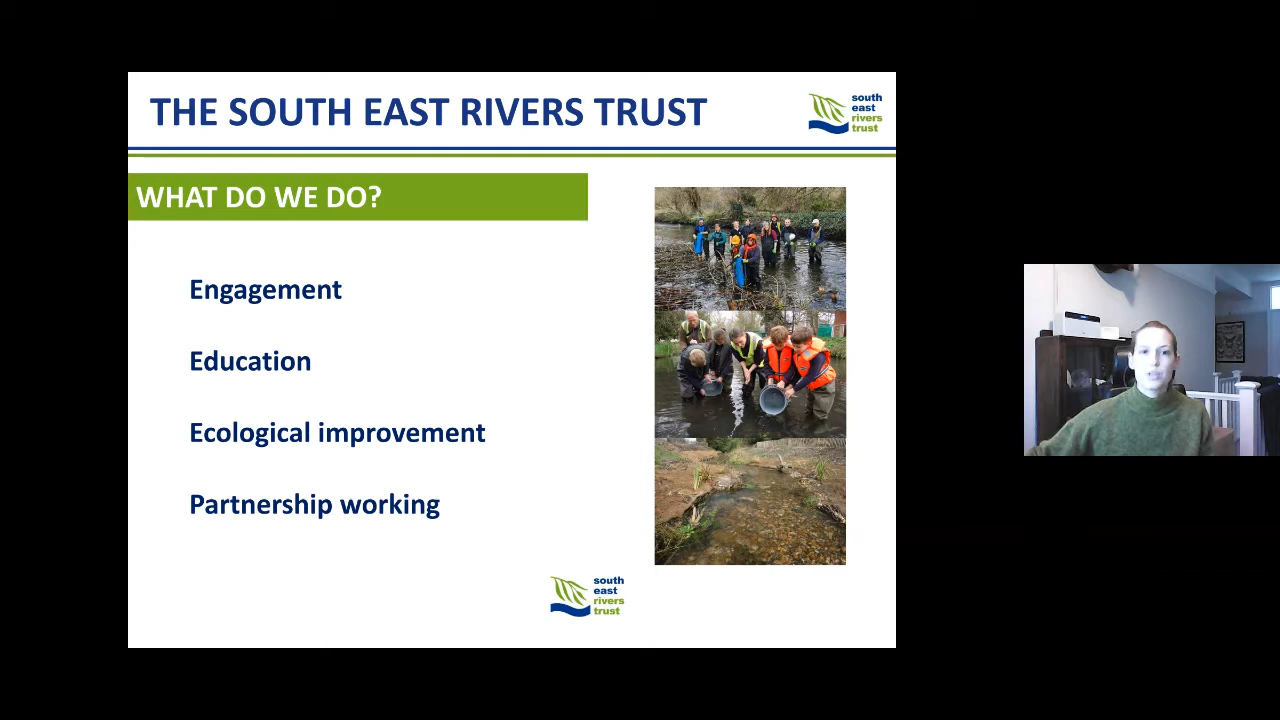 THE SOUTH EAST RIVERS TRUST
south
east
rivers
trust
WHAT DO WE DO?
Engagement
Education
Ecological improvement
Partnership working
south
east
rivers
trust